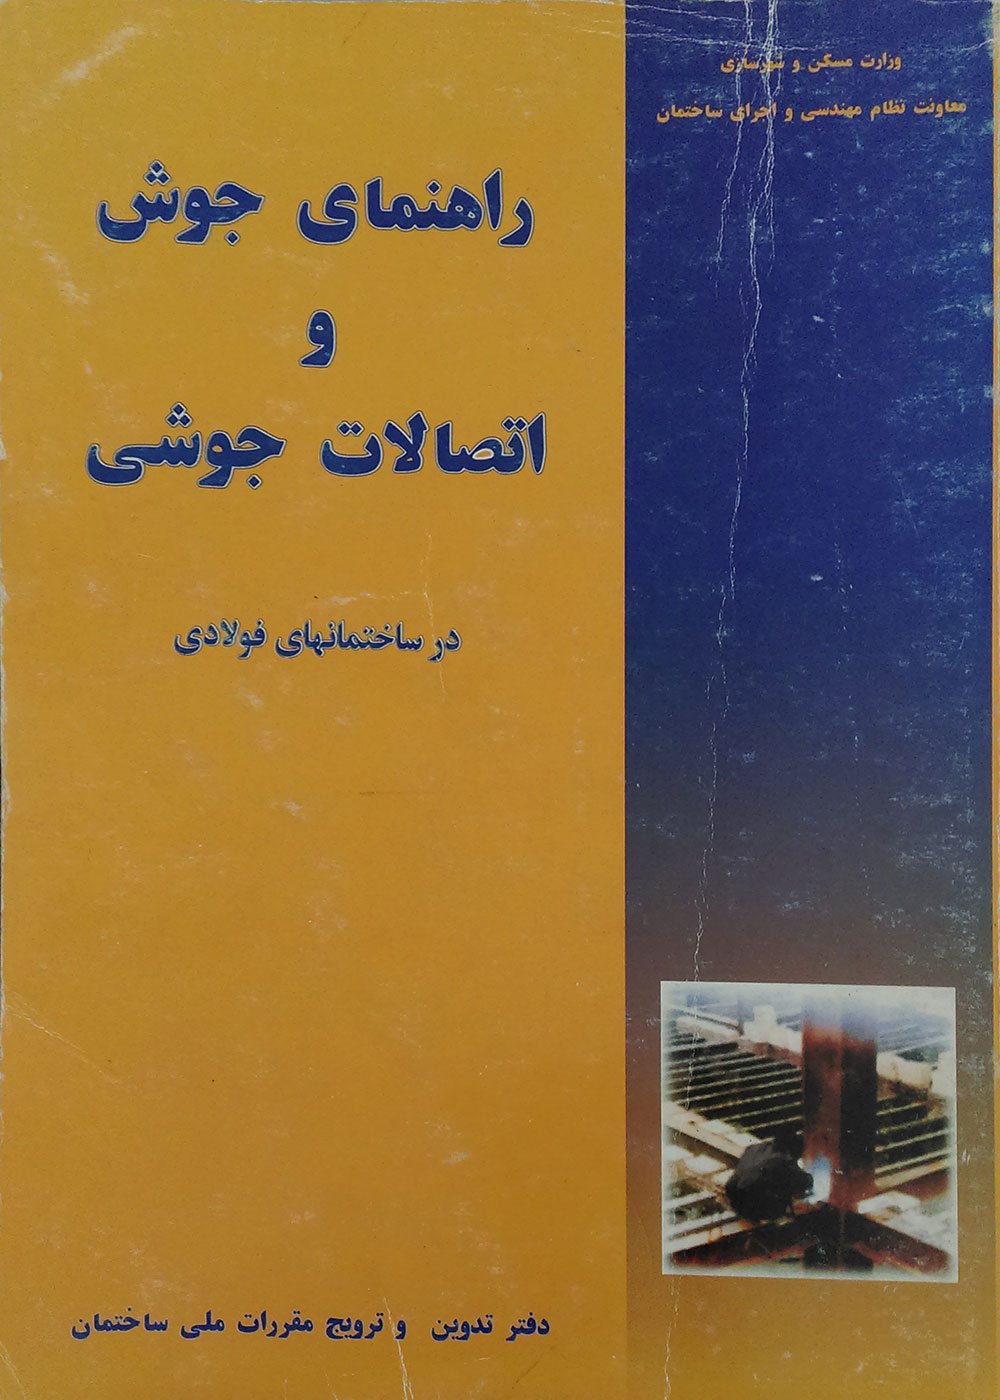 وزارت مسکن و شهرسازی
معاونت نظام مهندسی و اجرای ساختمان
راهنمای جوش
و
اتصالات جوشی
در ساختمانهای فولادی
دفتر تدوین و ترویج مقررات ملی ساختمان